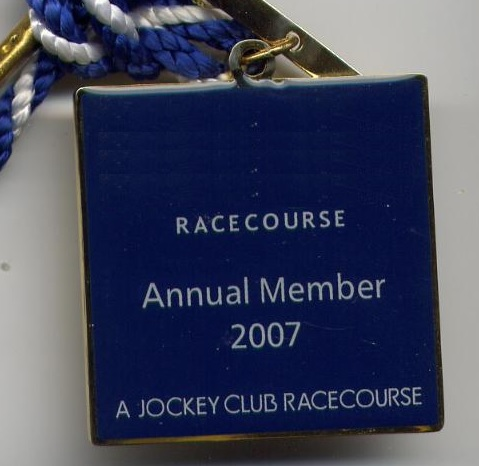 RACECOURSE
Annual Member
2007
A JOCKEY CLUB RACECOURSE